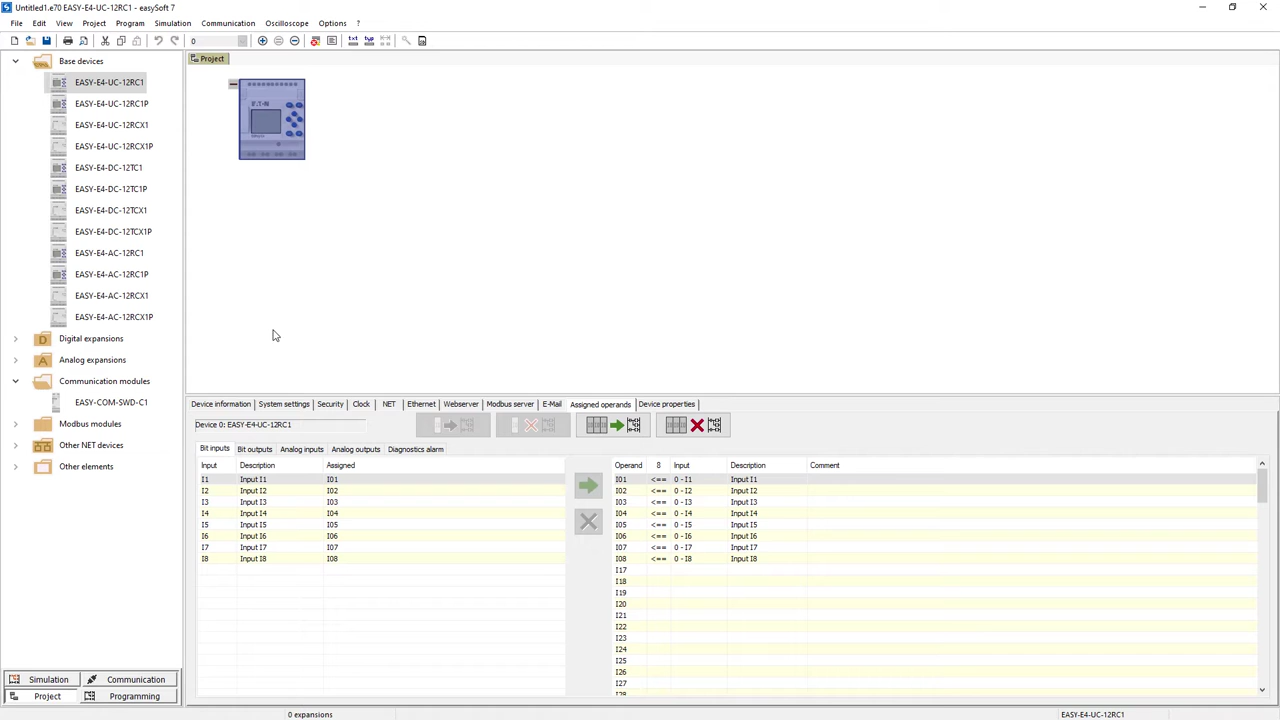 Untitled1.e70 EASY-E4-UC-12RC1 - easySoft 7
File Edit View Project Program Simulation Communication Oscilloscope Options ?
0 txt typ
Base devices
EASY-E4-UC-12RC1
EASY-E4-UC-12RC1P
EASY-E4-UC-12RCX1
EASY-E4-UC-12RCX1P
EASY-E4-DC-12TC1
EASY-E4-DC-12TC1P
EASY-E4-DC-12TCX1
EASY-E4-DC-12TCX1P
EASY-E4-AC-12RC1
EASY-E4-AC-12RC1P
EASY-E4-AC-12RCX1
EASY-E4-AC-12RCX1P
D Digital expansions
A Analog expansions
Communication modules
EASY-COM-SWD-C1
Modbus devices
Other NET devices
Other elements
Simulation Communication
Project Programming
Project
E:T·N
Device information System settings Security Clock NET Ethernet Webserver Modbus server E-Mail Assigned operands Device properties
Device 0: EASY-E4-UC-12RC1
Bit inputs Bit outputs Analog inputs Analog outputs Diagnostics alarm
Input Description Assigned
I1 Input I1 I01
I2 Input I2 I02
I3 Input I3 I03
I4 Input I4 I04
I5 Input I5 I05
I6 Input I6 I06
I7 Input I7 I07
I8 Input I8 I08
Operand 8 Input Description Comment
I01 <== 0 - I1 Input I1
I02 <== 0 - I2 Input I2
I03 <== 0 - I3 Input I3
I04 <== 0 - I4 Input I4
I05 <== 0 - I5 Input I5
I06 <== 0 - I6 Input I6
I07 <== 0 - I7 Input I7
I08 <== 0 - I8 Input I8
I17
I18
I19
I20
I21
I22
I23
I24
I25
I26
I27
I28
0 expansions EASY-E4-UC-12RC1